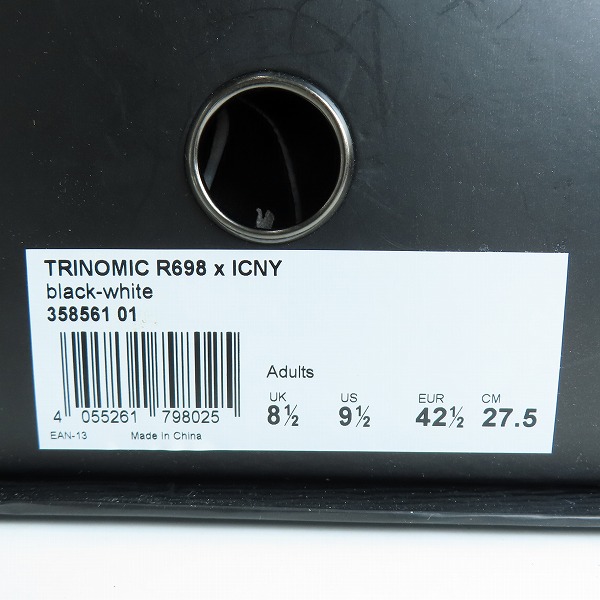 TRINOMIC R698 x ICNY
black-white
358561 01
Adults
UK US EUR CM
8½ 9½ 42½ 27.5
4 055261 798025
EAN-13 Made in China